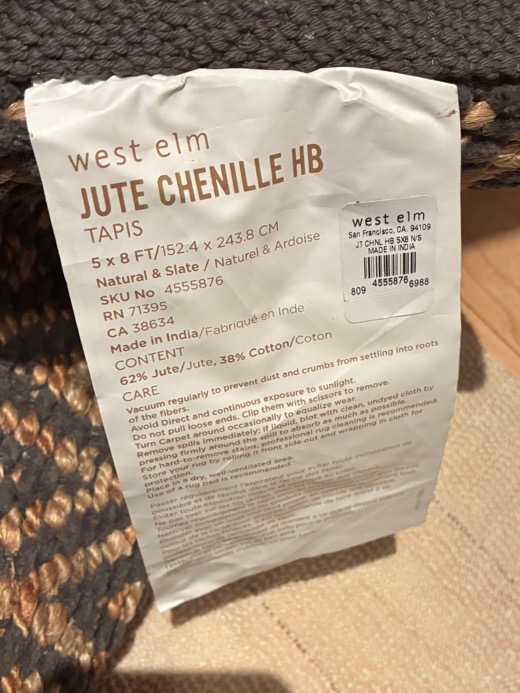 west elm
JUTE CHENILLE HB
TAPIS
5 x 8 FT/152.4 x 243.8 CM
Natural & Slate / Naturel & Ardoise
SKU No 4555876
RN 71395
CA 38634
Made in India/Fabriqué en Inde
CONTENT
62% Jute/Jute, 38% Cotton/Coton
CARE
Vacuum regularly to prevent dust and crumbs from settling into roots
of the fibers.
Avoid Direct and continuous exposure to sunlight.
Do not pull loose ends. Clip them with scissors to remove.
Turn Carpet around occasionally to equalize wear.
Remove spills immediately; if liquid, blot with clean, undyed cloth by
pressing firmly around the spill to absorb as much as possible.
For hard-to-remove stains, professional rug cleaning is recommended.
Store your rug by rolling it front side out and wrapping in cloth for
protection.
Place in a dry, well-ventilated area.
Use of a rug pad is recommended.
Passer régulièrement l'aspirateur pour éviter toute incrustation de
west elm
San Francisco, CA. 94109
JT CHNL HB 5X8 N/S
MADE IN INDIA
809 4555876 6988